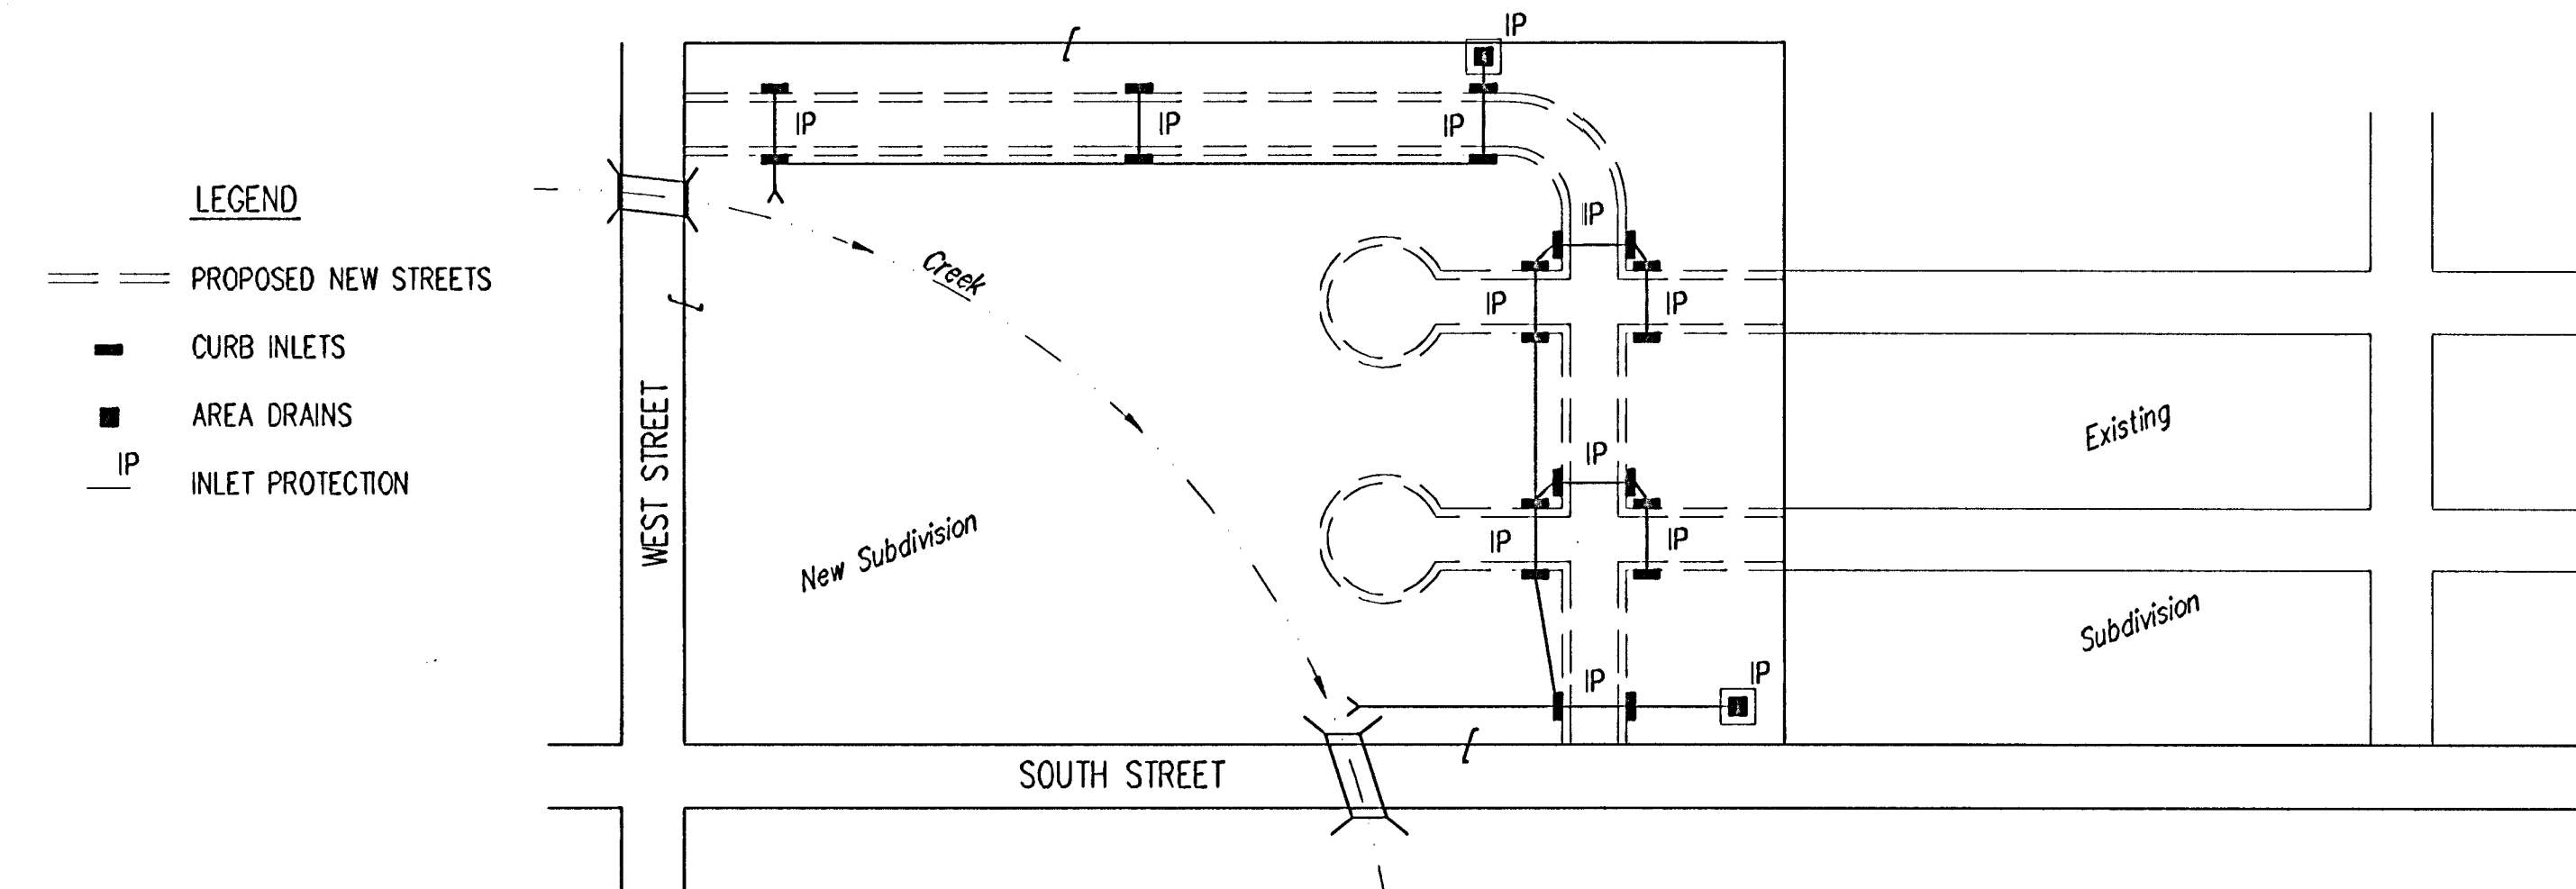 LEGEND
PROPOSED NEW STREETS
CURB INLETS
AREA DRAINS
IP
INLET PROTECTION
IP
IP
IP
IP
IP
IP
IP
IP
IP
IP
IP
IP
Creek
WEST STREET
New Subdivision
Existing
Subdivision
SOUTH STREET